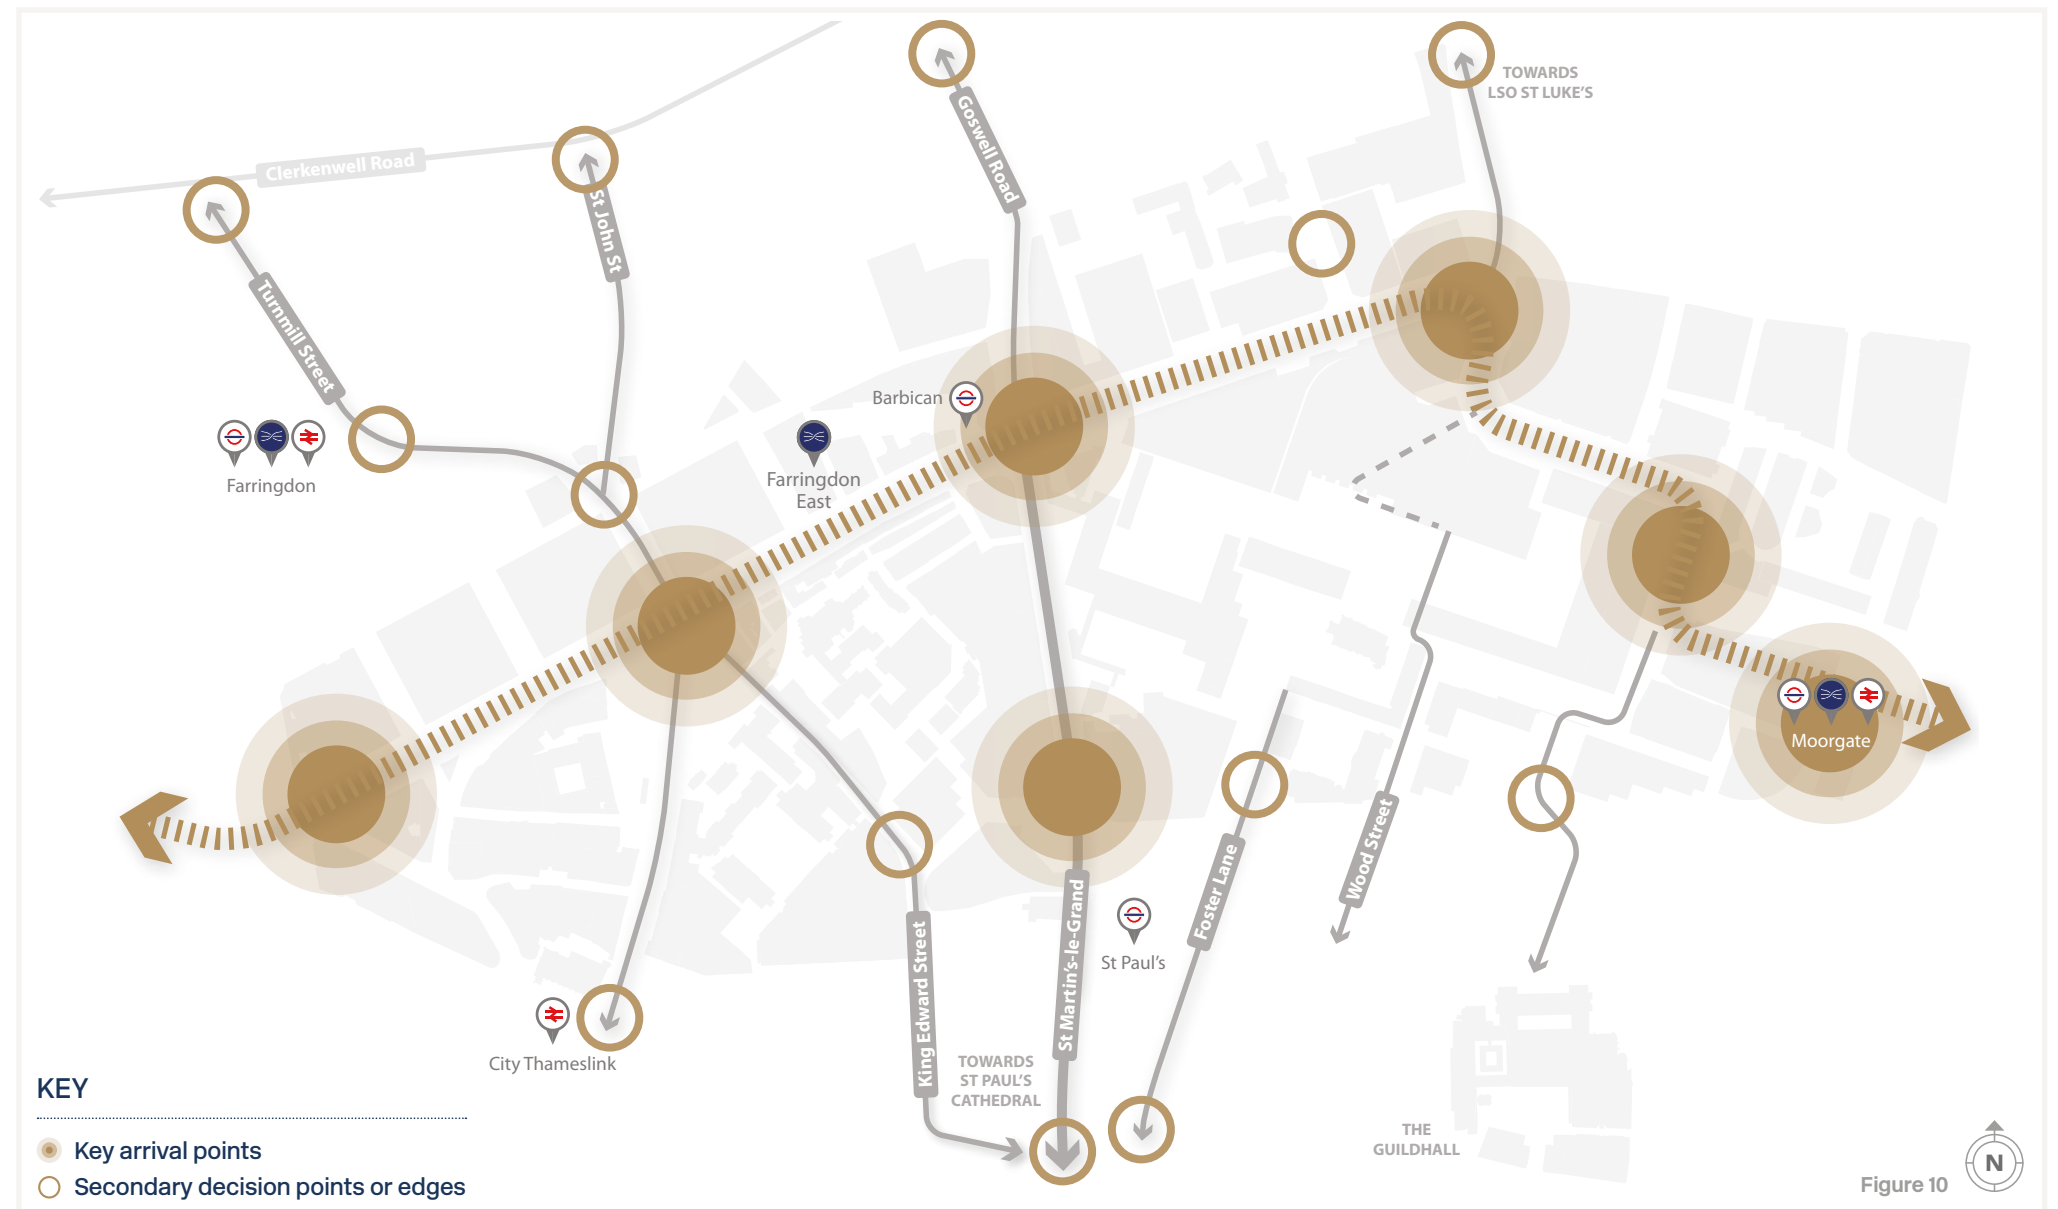 TOWARDS
LSO ST LUKE'S
Clerkenwell Road
Goswell Road
St John St
Turnmill Street
Barbican
Farringdon
Farringdon
East
Moorgate
Foster Lane
Wood Street
St Martin's-le-Grand
King Edward Street
St Paul's
City Thameslink
TOWARDS
ST PAUL'S
CATHEDRAL
THE
GUILDHALL
KEY
Key arrival points
Secondary decision points or edges
N
Figure 10